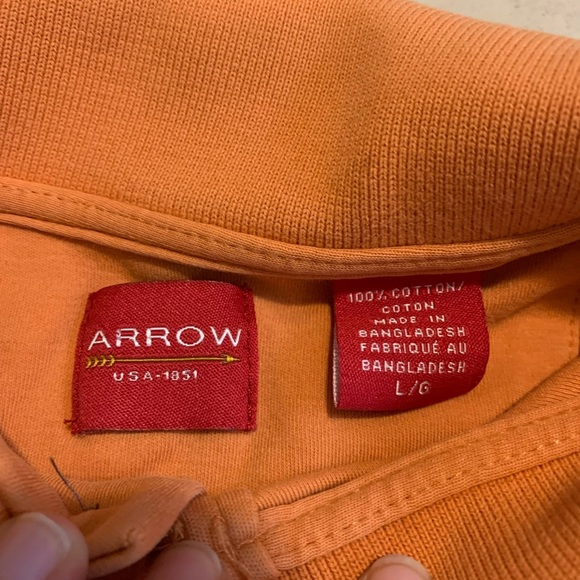 ARROW
USA-1851
100% COTTON/
COTON
MADE IN
BANGLADESH
FABRIQUÉ AU
BANGLADESH
L/G